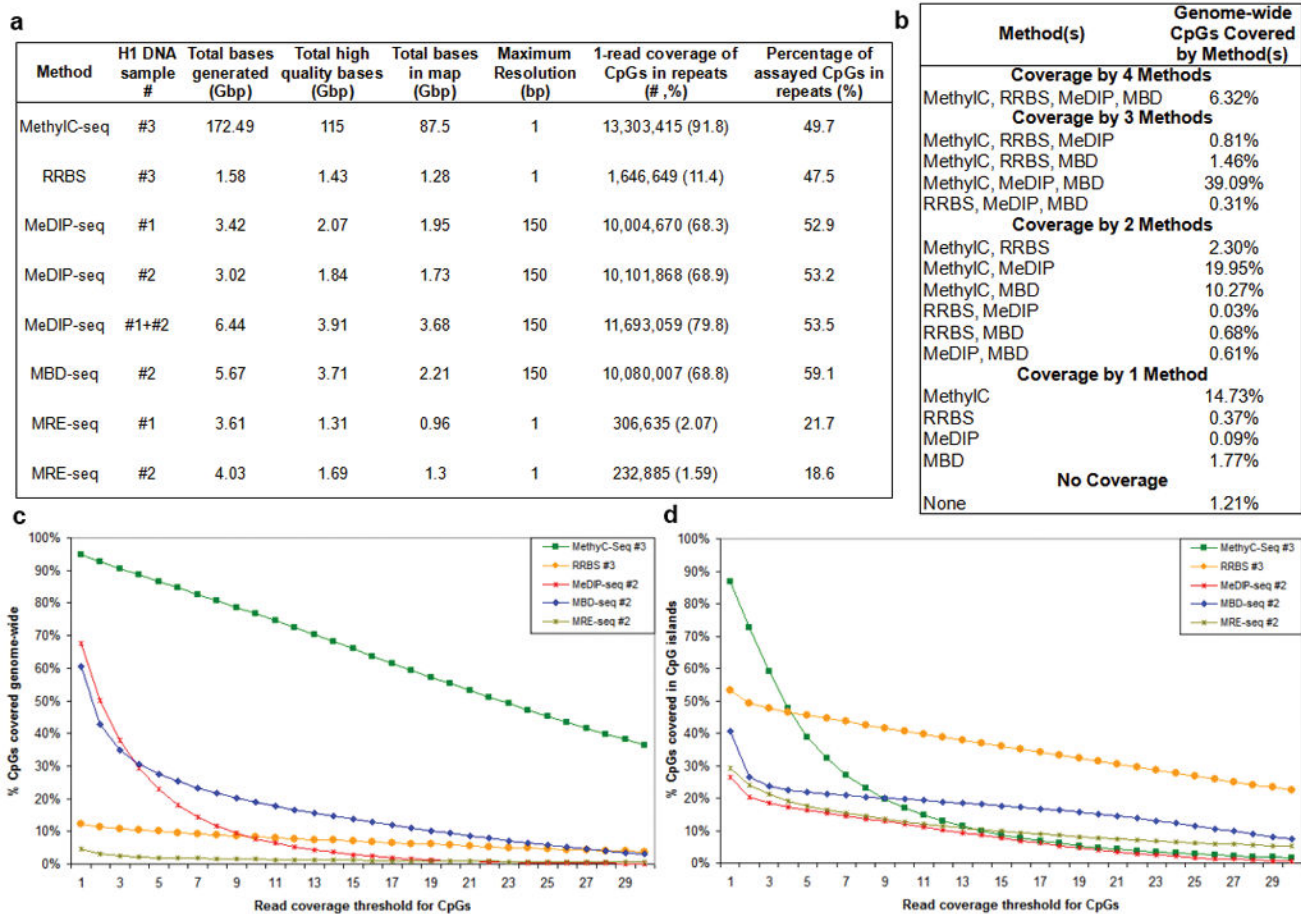 a
Method
H1 DNA sample #
Total bases generated (Gbp)
Total high quality bases (Gbp)
Total bases in map (Gbp)
Maximum Resolution (bp)
1-read coverage of CpGs in repeats (# ,%)
Percentage of assayed CpGs in repeats (%)
MethylC-seq #3 172.49 115 87.5 1 13,303,415 (91.8) 49.7
RRBS #3 1.58 1.43 1.28 1 1,646,649 (11.4) 47.5
MeDIP-seq #1 3.42 2.07 1.95 150 10,004,670 (68.3) 52.9
MeDIP-seq #2 3.02 1.84 1.73 150 10,101,868 (68.9) 53.2
MeDIP-seq #1+#2 6.44 3.91 3.68 150 11,693,059 (79.8) 53.5
MBD-seq #2 5.67 3.71 2.21 150 10,080,007 (68.8) 59.1
MRE-seq #1 3.61 1.31 0.96 1 306,635 (2.07) 21.7
MRE-seq #2 4.03 1.69 1.3 1 232,885 (1.59) 18.6
b
Method(s)
Genome-wide CpGs Covered by Method(s)
Coverage by 4 Methods
MethylC, RRBS, MeDIP, MBD 6.32%
Coverage by 3 Methods
MethylC, RRBS, MeDIP 0.81%
MethylC, RRBS, MBD 1.46%
MethylC, MeDIP, MBD 39.09%
RRBS, MeDIP, MBD 0.31%
Coverage by 2 Methods
MethylC, RRBS 2.30%
MethylC, MeDIP 19.95%
MethylC, MBD 10.27%
RRBS, MeDIP 0.03%
RRBS, MBD 0.68%
MeDIP, MBD 0.61%
Coverage by 1 Method
MethylC 14.73%
RRBS 0.37%
MeDIP 0.09%
MBD 1.77%
No Coverage
None 1.21%
c
% CpGs covered genome-wide
100%
90%
80%
70%
60%
50%
40%
30%
20%
10%
0%
1 3 5 7 9 11 13 15 17 19 21 23 25 27 29
Read coverage threshold for CpGs
MethyC-Seq #3
RRBS #3
MeDIP-seq #2
MBD-seq #2
MRE-seq #2
d
% CpGs covered in CpG islands
100%
90%
80%
70%
60%
50%
40%
30%
20%
10%
0%
1 3 5 7 9 11 13 15 17 19 21 23 25 27 29
Read coverage threshold for CpGs
MethyC-Seq #3
RRBS #3
MeDIP-seq #2
MBD-seq #2
MRE-seq #2